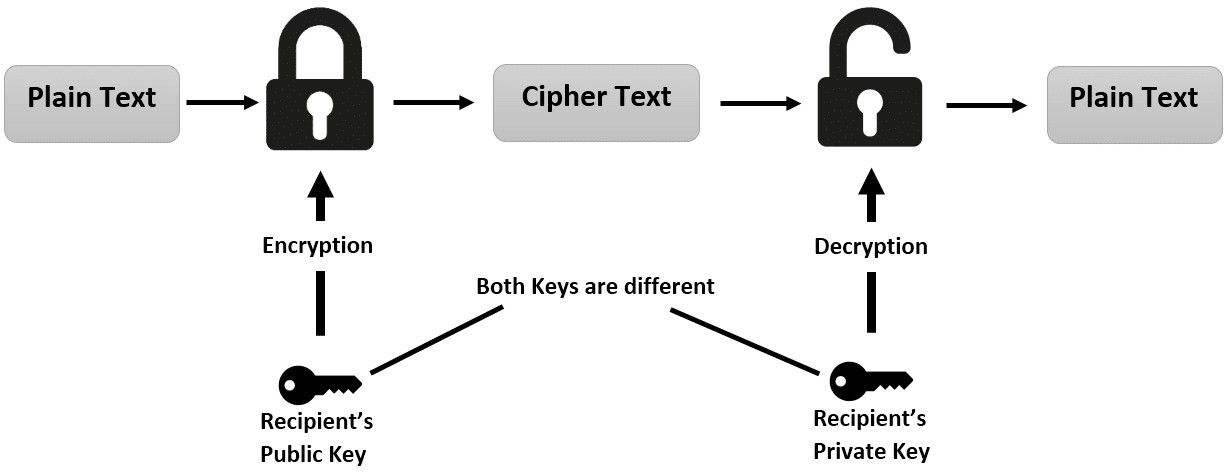 Plain Text
Cipher Text
Plain Text
Encryption
Decryption
Both Keys are different
Recipient’s
Public Key
Recipient’s
Private Key